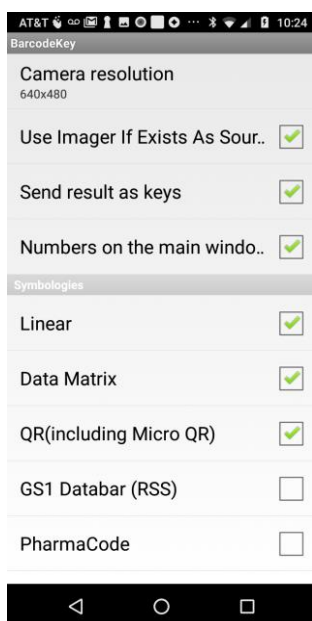 AT&T 10:24
BarcodeKey
Camera resolution
640x480
Use Imager If Exists As Sour..
Send result as keys
Numbers on the main windo..
Symbologies
Linear
Data Matrix
QR(including Micro QR)
GS1 Databar (RSS)
PharmaCode